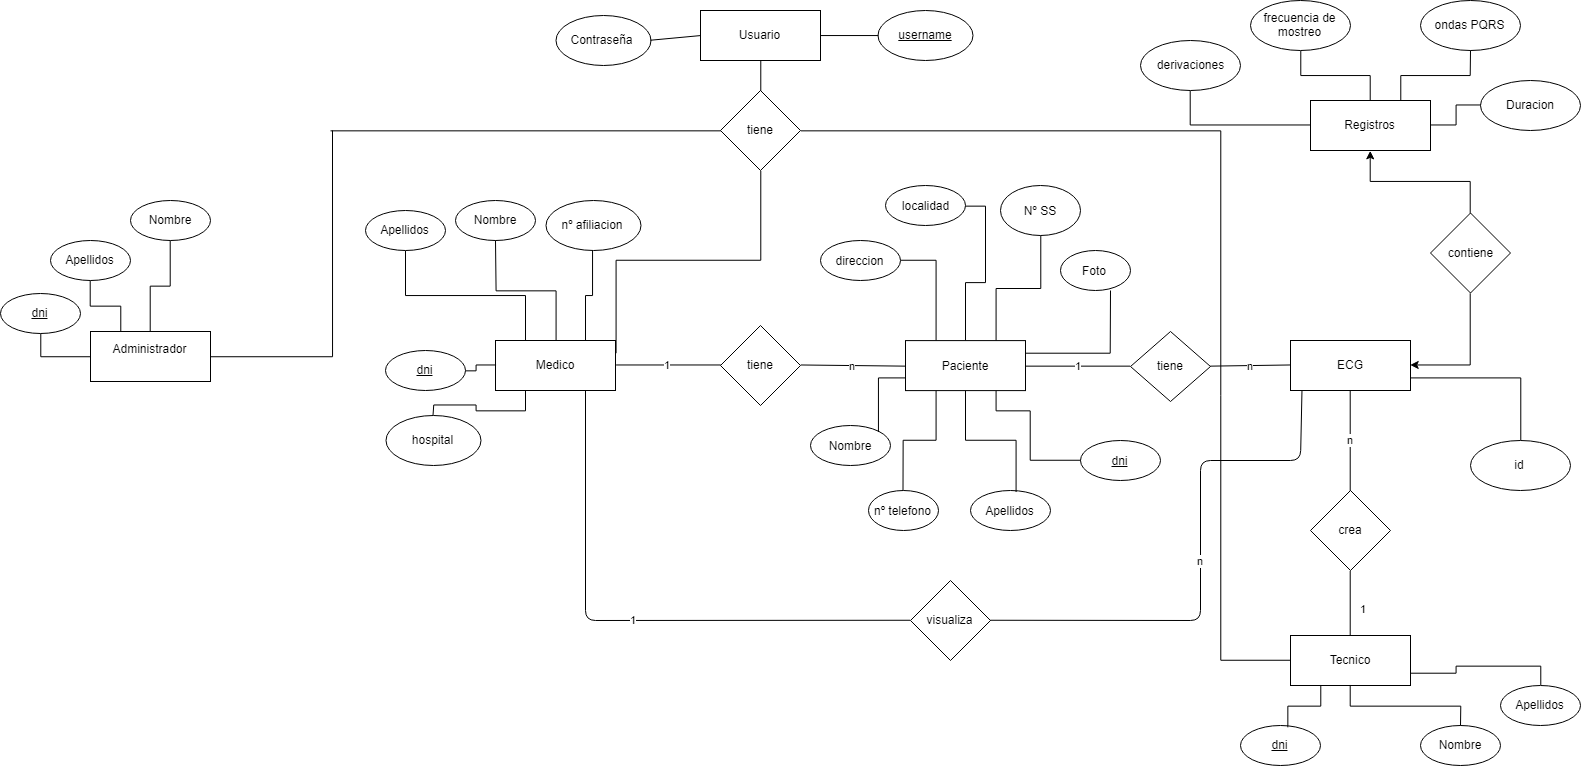 Contraseña
Usuario
username
frecuencia de
mostreo
ondas PQRS
derivaciones
Registros
Duracion
tiene
Nombre
Apellidos
dni
Administrador
Apellidos
Nombre
nº afiliacion
localidad
Nº SS
direccion
Foto
contiene
dni
Medico
1
tiene
n
Paciente
1
tiene
n
ECG
hospital
Nombre
dni
n
id
nº telefono
Apellidos
crea
n
1
visualiza
1
Tecnico
Apellidos
dni
Nombre